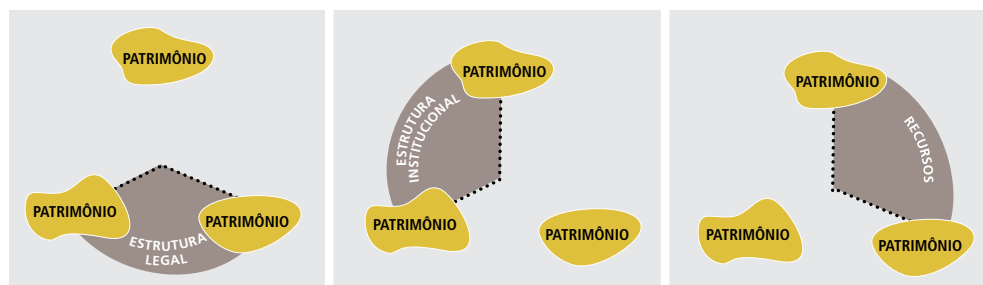 PATRIMÔNIO
PATRIMÔNIO
PATRIMÔNIO
ESTRUTURA
LEGAL
PATRIMÔNIO
ESTRUTURA
INSTITUCIONAL
PATRIMÔNIO
PATRIMÔNIO
PATRIMÔNIO
RECURSOS
PATRIMÔNIO
PATRIMÔNIO